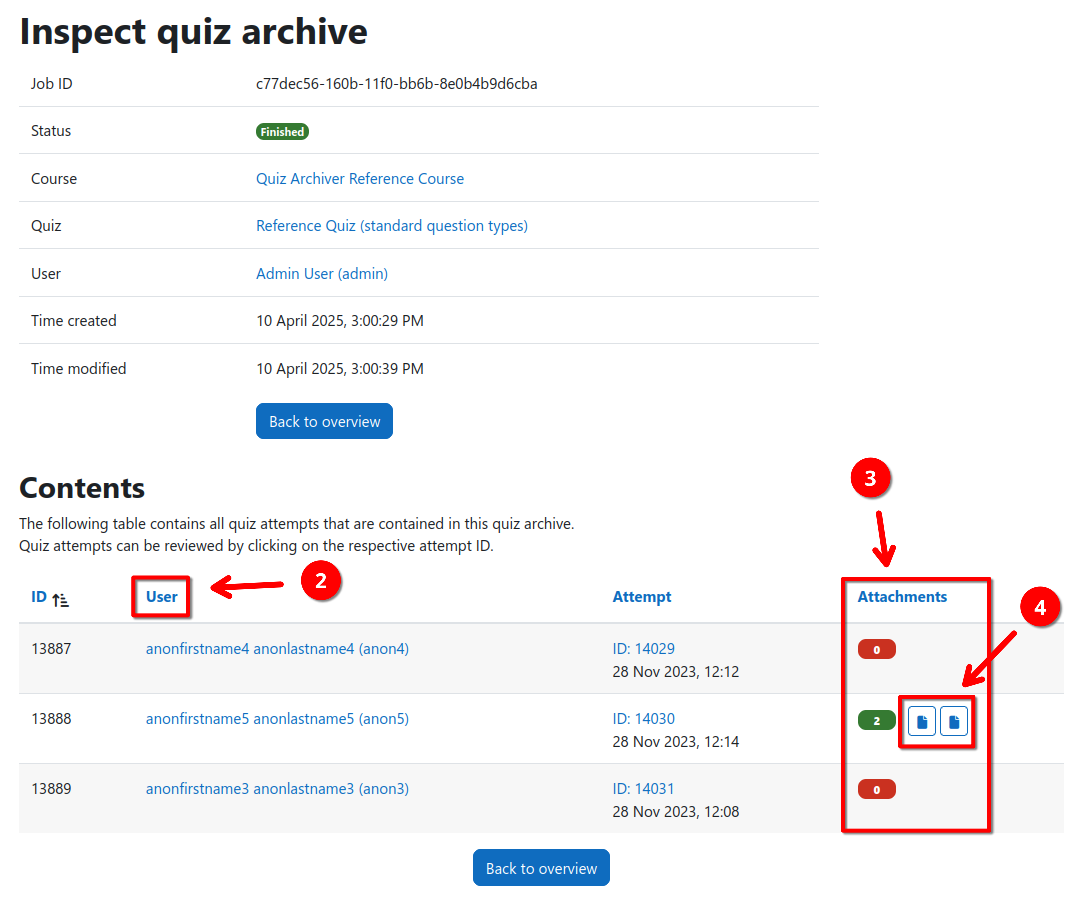 Inspect quiz archive
Job ID c77dec56-160b-11f0-bb6b-8e0b4b9d6cba
Status Finished
Course Quiz Archiver Reference Course
Quiz Reference Quiz (standard question types)
User Admin User (admin)
Time created 10 April 2025, 3:00:29 PM
Time modified 10 April 2025, 3:00:39 PM
Back to overview
3
Contents
The following table contains all quiz attempts that are contained in this quiz archive.
Quiz attempts can be reviewed by clicking on the respective attempt ID.
2
ID User Attempt Attachments
4
13887 anonfirstname4 anonlastname4 (anon4) ID: 14029 0
28 Nov 2023, 12:12
13888 anonfirstname5 anonlastname5 (anon5) ID: 14030 2
28 Nov 2023, 12:14
13889 anonfirstname3 anonlastname3 (anon3) ID: 14031 0
28 Nov 2023, 12:08
Back to overview